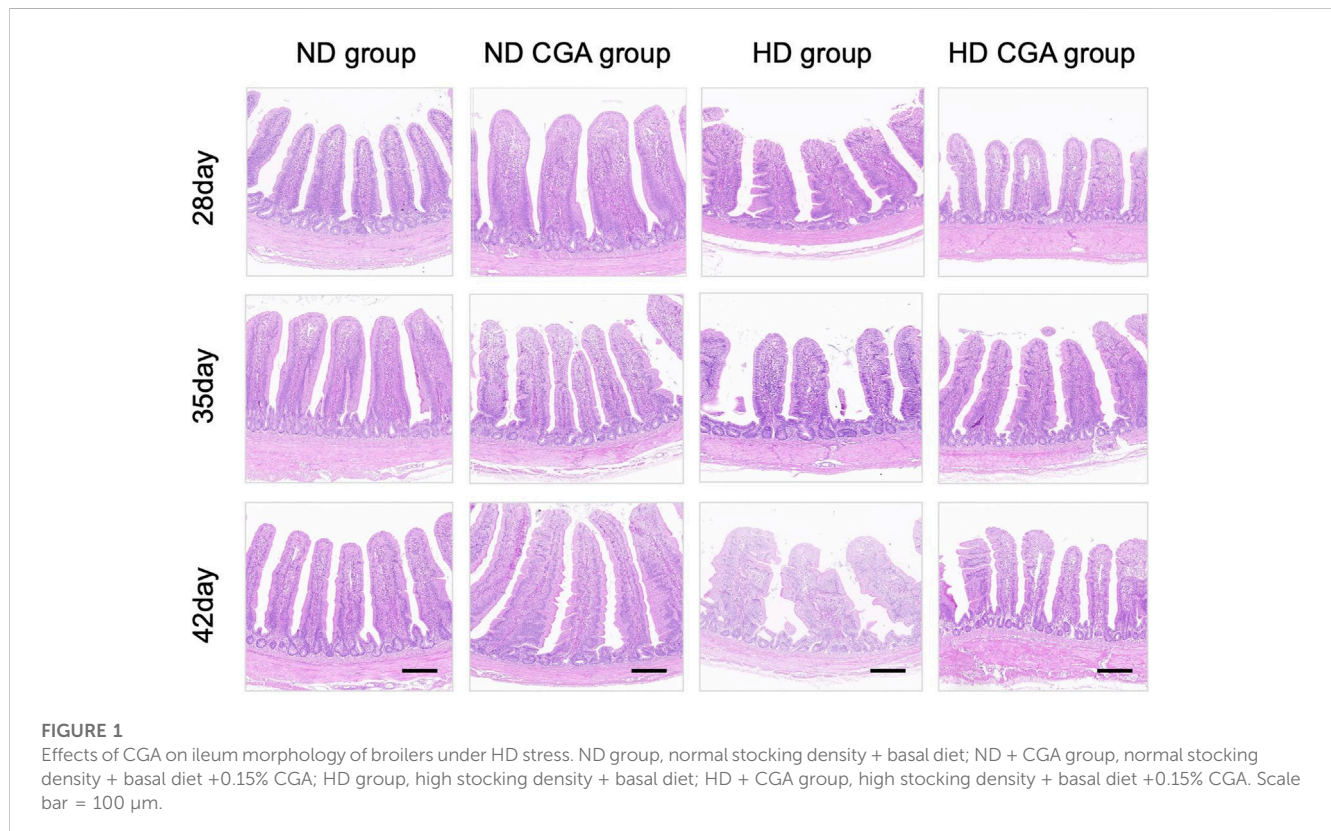 ND group ND CGA group HD group HD CGA group
28day
35day
42day
FIGURE 1
Effects of CGA on ileum morphology of broilers under HD stress. ND group, normal stocking density + basal diet; ND + CGA group, normal stocking
density + basal diet +0.15% CGA; HD group, high stocking density + basal diet; HD + CGA group, high stocking density + basal diet +0.15% CGA. Scale
bar = 100 μm.